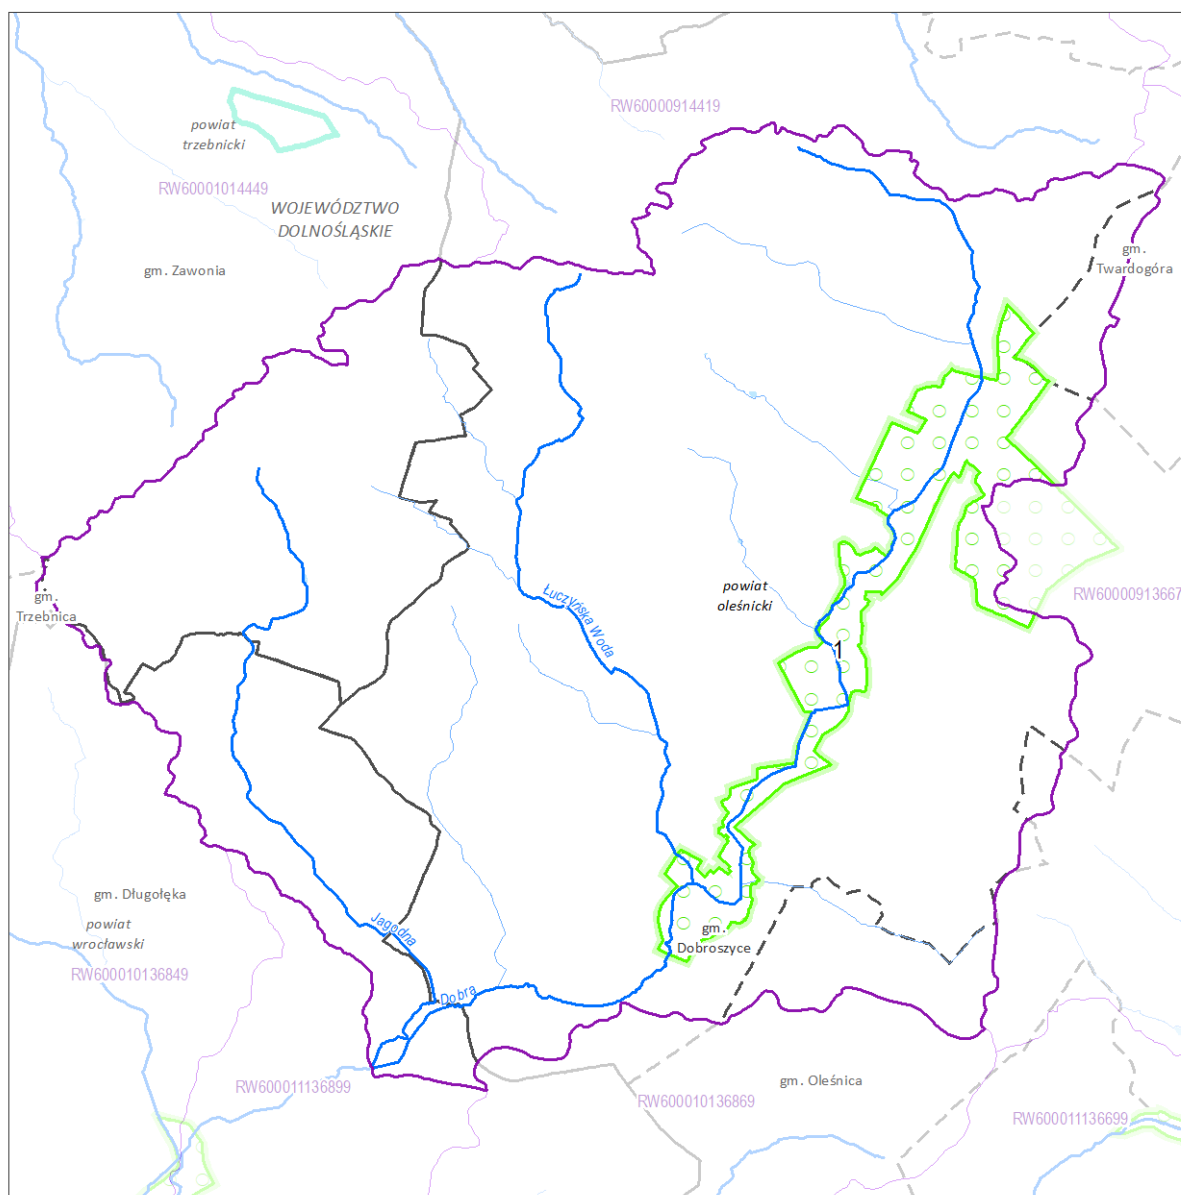 RW60000914419
powiat
trzebnicki
RW60001014449
WOJEWÓDZTWO
DOLNOŚLĄSKIE
gm. Zawonia
gm.
Twardogóra
powiat
oleśnicki
RW60000913667
gm.
Trzebnica
Łuczyńska Woda
1
gm. Długołęka
powiat
wrocławski
RW600010136849
Jagodna
gm.
Dobroszyce
Dobra
RW600011136899
gm. Oleśnica
RW600010136869
RW600011136699